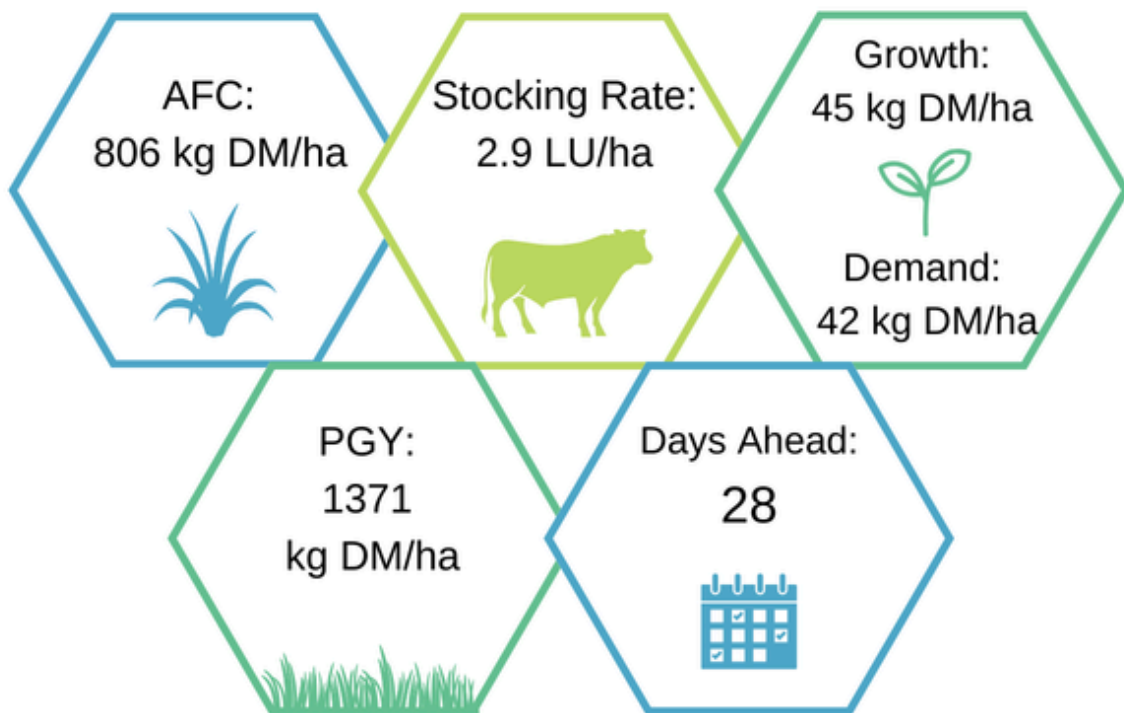 AFC:
806 kg DM/ha
Stocking Rate:
2.9 LU/ha
Growth:
45 kg DM/ha
Demand:
42 kg DM/ha
PGY:
1371
kg DM/ha
Days Ahead:
28